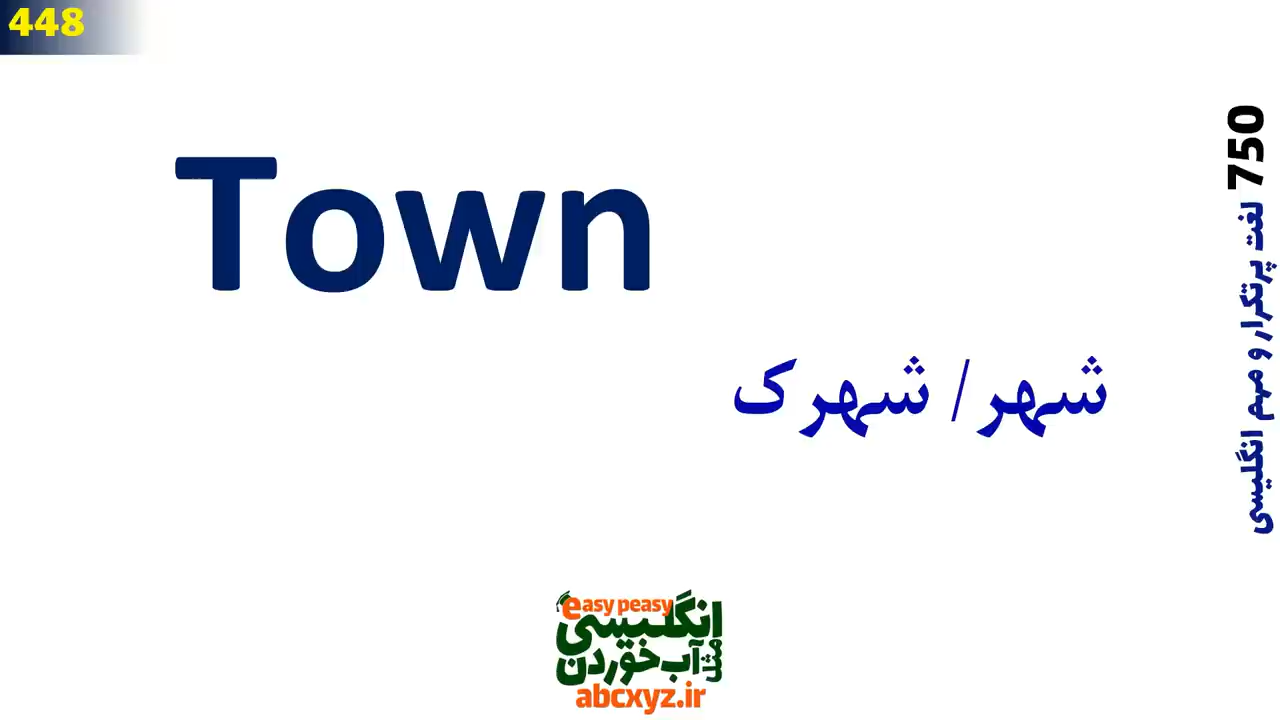 448
Town
شهر/ شهرک
750 لغت پرتکرار و مهم انگلیسی
easy peasy
انگلیسی
مثل آب خوردن
abcxyz.ir